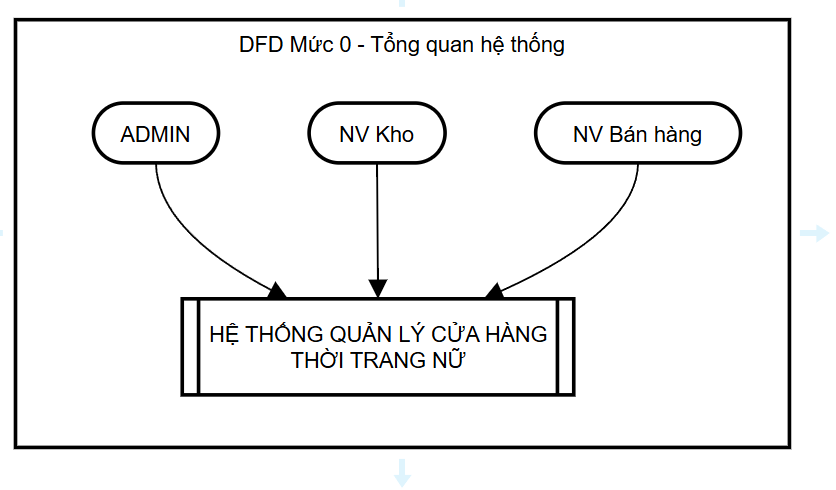 DFD Mức 0 - Tổng quan hệ thống
ADMIN
NV Kho
NV Bán hàng
HỆ THỐNG QUẢN LÝ CỬA HÀNG
THỜI TRANG NỮ